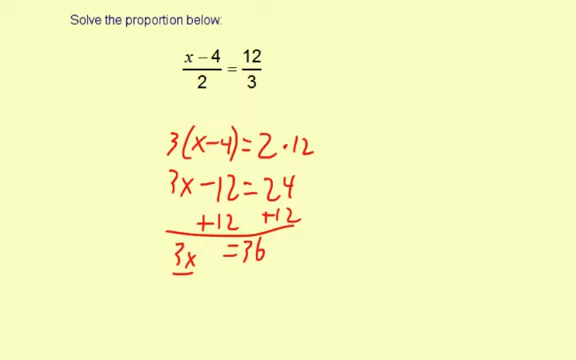 Solve the proportion below:
x − 4 / 2 = 12 / 3
3(x−4) = 2 · 12
3x − 12 = 24
+12 +12
3x = 36